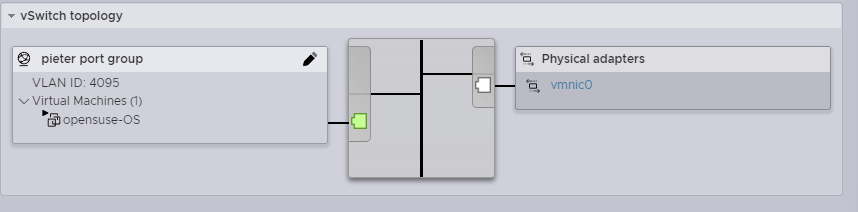 vSwitch topology
pieter port group
VLAN ID: 4095
Virtual Machines (1)
opensuse-OS
Physical adapters
vmnic0